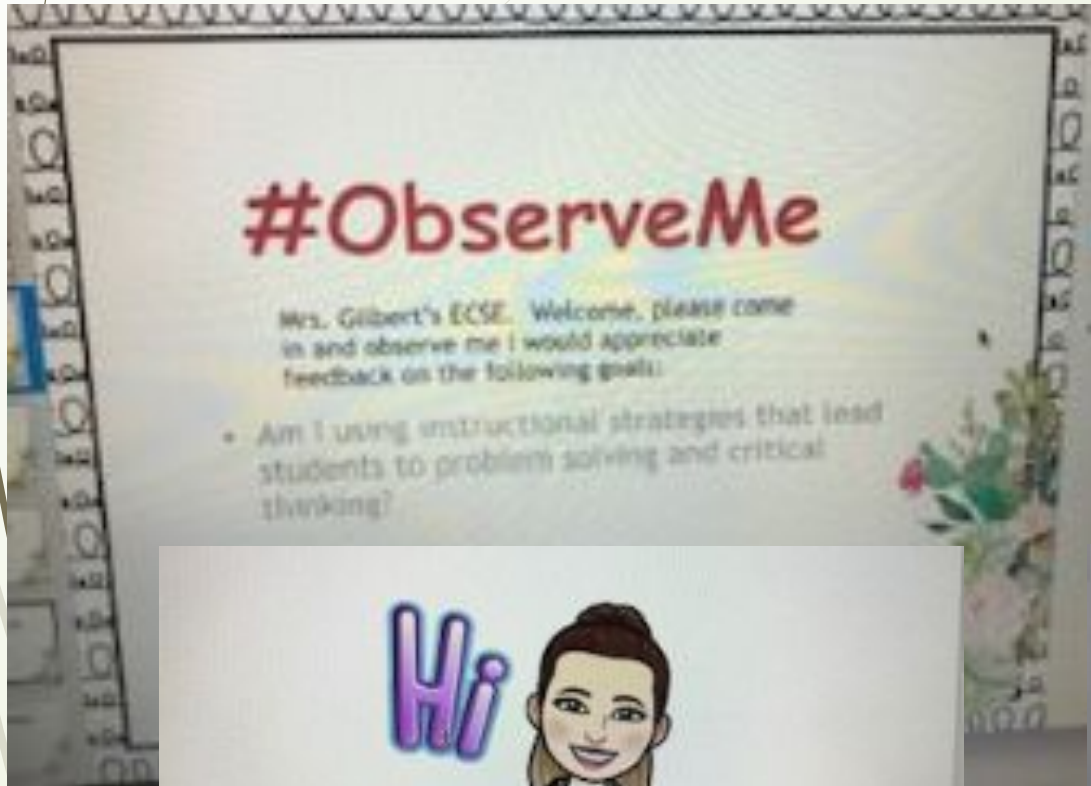 #ObserveMe
Mrs. Gilbert's ECSE. Welcome, please come
in and observe me I would appreciate
feedback on the following goals:
• Am I using instructional strategies that lead
students to problem solving and critical
thinking?
Hi